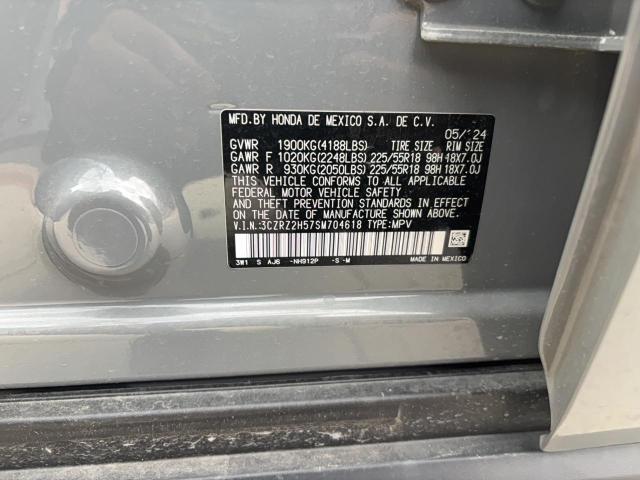 MFD.BY HONDA DE MEXICO S.A. DE C.V.
05/24
GVWR 1900KG(4188LBS) TIRE SIZE RIM SIZE
GAWR F 1020KG(2248LBS) 225/55R18 98H 18X7.0J
GAWR R 930KG(2050LBS) 225/55R18 98H 18X7.0J
THIS VEHICLE CONFORMS TO ALL APPLICABLE
FEDERAL MOTOR VEHICLE SAFETY AND
THEFT PREVENTION STANDARDS IN EFFECT ON THE
DATE OF MANUFACTURE SHOWN ABOVE.
V.I.N.:3CZRZ2H57SM704618 TYPE:MPV
3W1 S AJ6 -NH912P -S -M MADE IN MEXICO